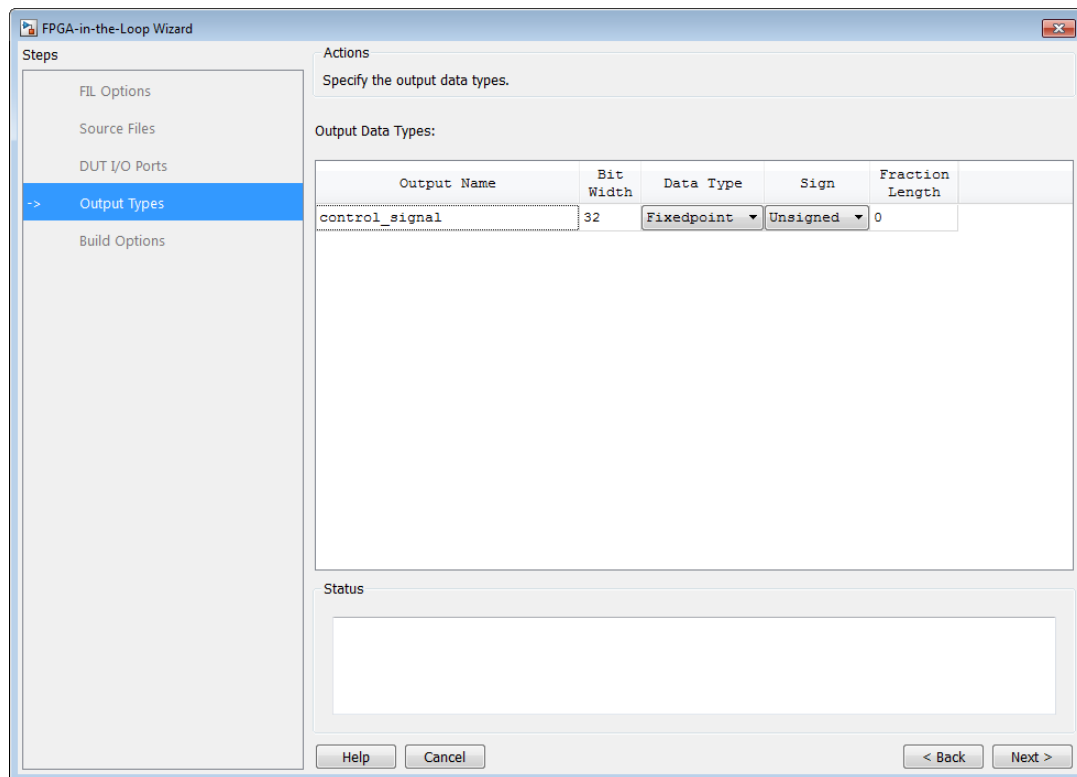 FPGA-in-the-Loop Wizard
Steps
FIL Options
Source Files
DUT I/O Ports
-> Output Types
Build Options
Actions
Specify the output data types.
Output Data Types:
Output Name Bit Width Data Type Sign Fraction Length
control_signal 32 Fixedpoint Unsigned 0
Status
Help Cancel < Back Next >